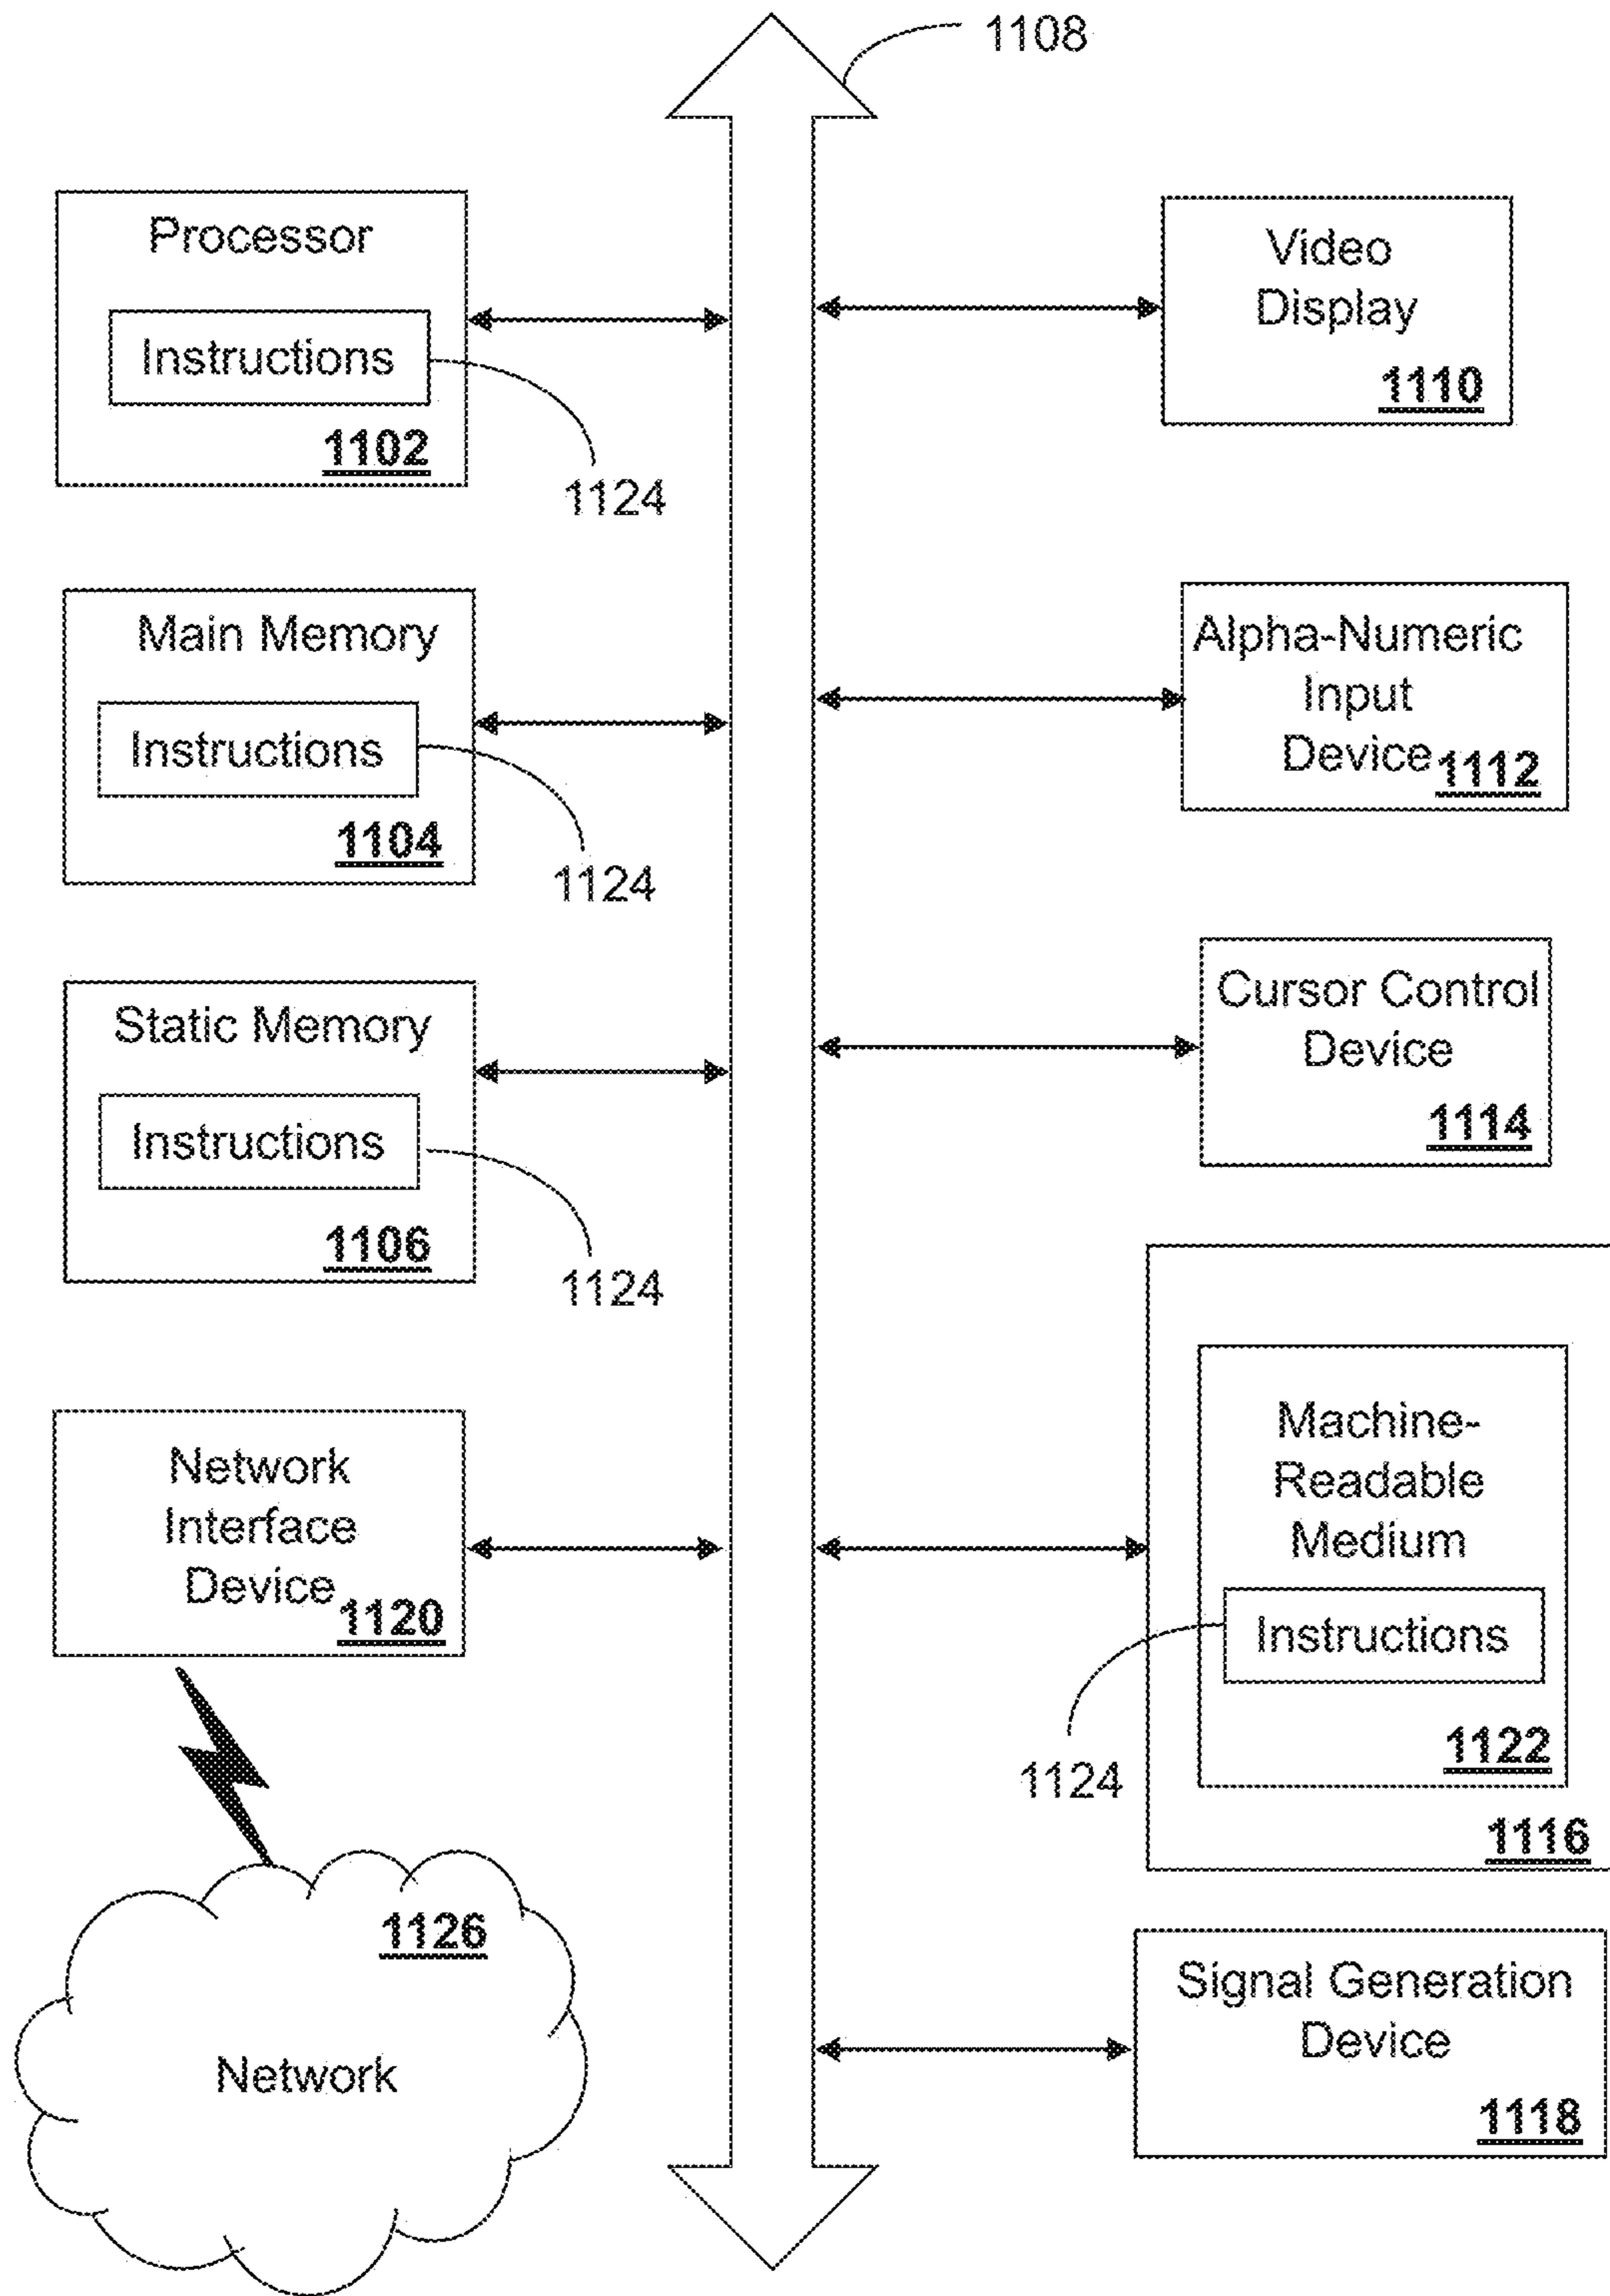 1108
Processor
Instructions
1102
1124
Main Memory
Instructions
1104
1124
Static Memory
Instructions
1106
1124
Network
Interface
Device
1120
1126
Network
Video
Display
1110
Alpha-Numeric
Input
Device
1112
Cursor Control
Device
1114
Machine-
Readable
Medium
Instructions
1122
1124
1116
Signal Generation
Device
1118